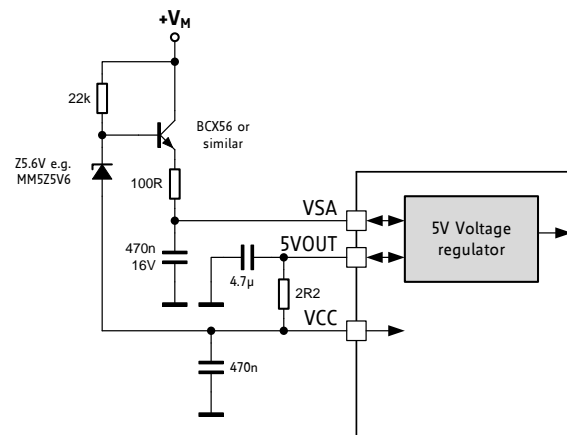 +VM
22k
BCX56 or
similar
Z5.6V e.g.
MM5Z5V6
100R
VSA
5V Voltage
regulator
470n
16V
5VOUT
4.7µ
2R2
VCC
470n